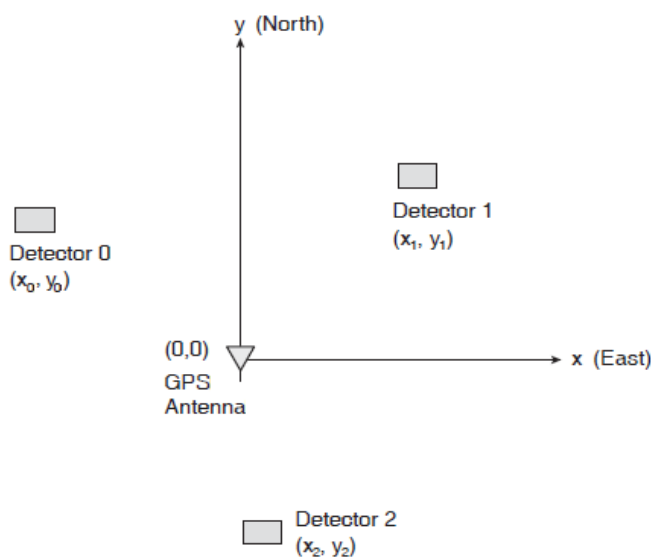 y (North)
Detector 1
(x₁, y₁)
Detector 0
(x₀, y₀)
(0,0)
GPS
Antenna
x (East)
Detector 2
(x₂, y₂)